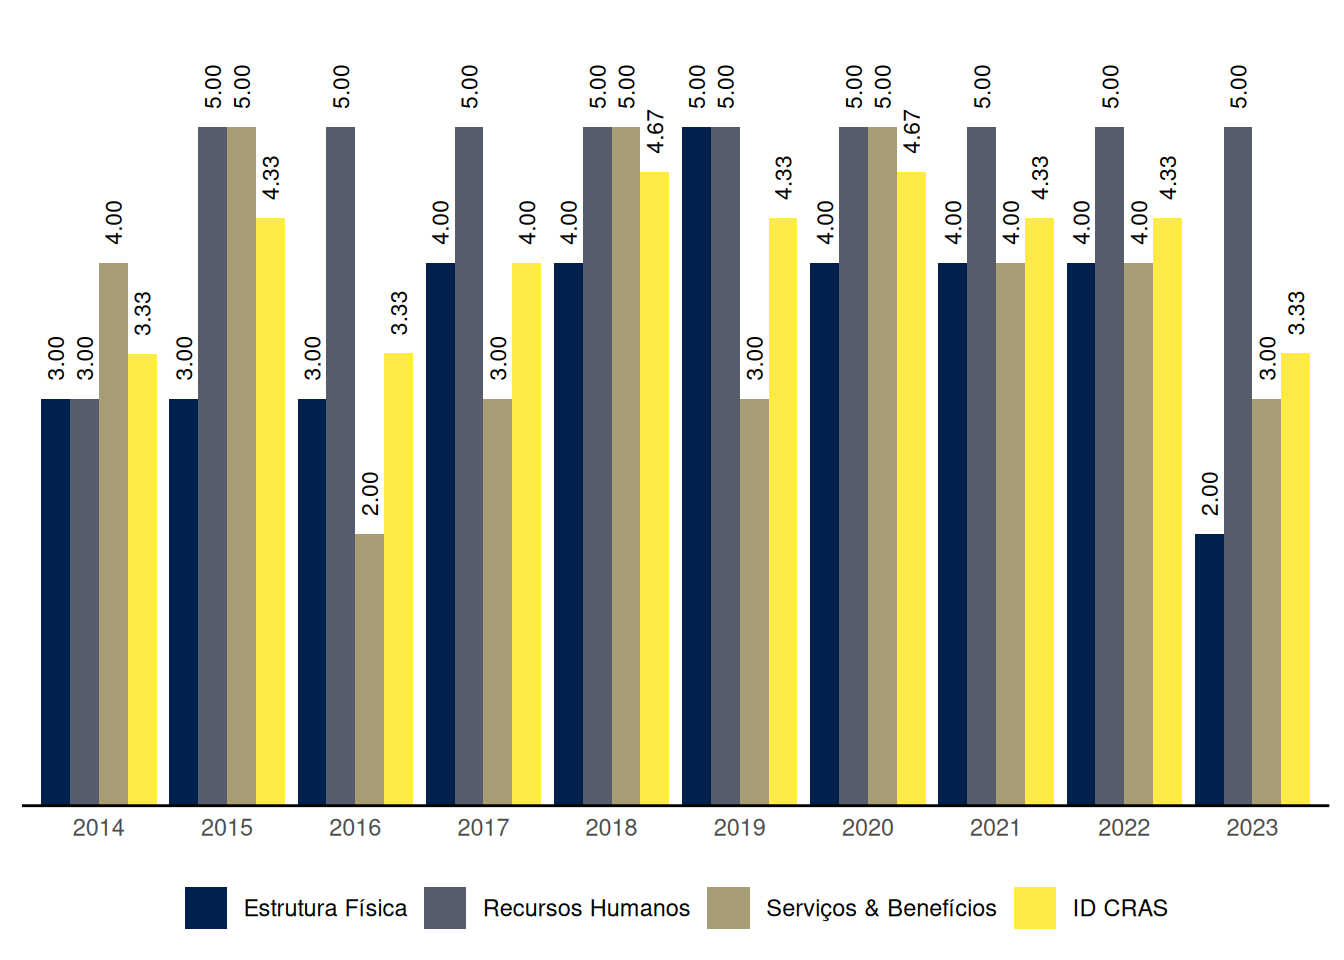 5.00 5.00 5.00 5.00 5.00 5.00 5.00 5.00 5.00 5.00 5.00 5.00 5.00
4.67 4.67
4.33 4.33 4.33 4.33
4.00 4.00 4.00 4.00 4.00 4.00 4.00 4.00 4.00
3.33 3.33 3.33
3.00 3.00 3.00 3.00 3.00 3.00 3.00
2.00 2.00
2014 2015 2016 2017 2018 2019 2020 2021 2022 2023
Estrutura Física Recursos Humanos Serviços & Benefícios ID CRAS